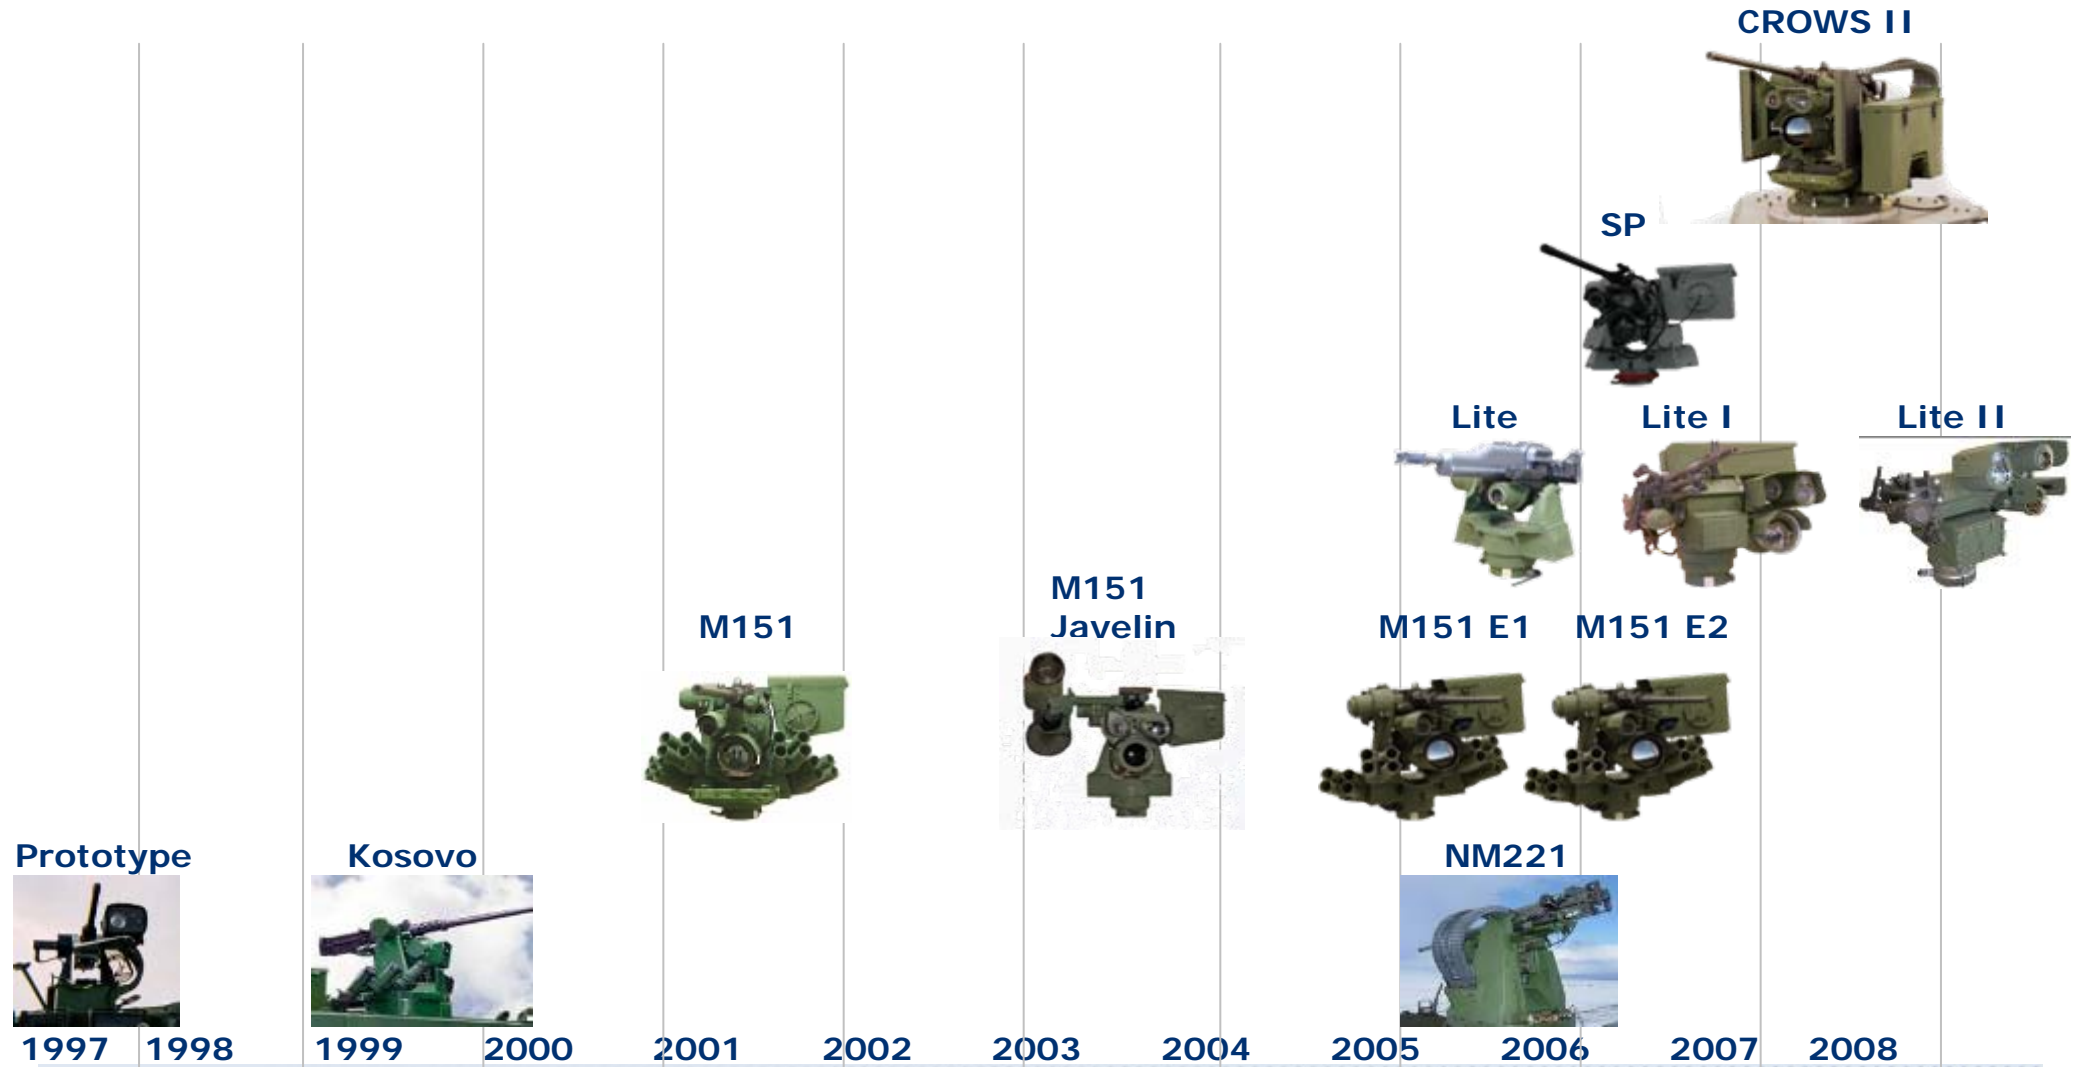 CROWS II
SP
Lite
Lite I
Lite II
M151
M151
Javelin
M151 E1
M151 E2
Prototype
Kosovo
NM221
1997
1998
1999
2000
2001
2002
2003
2004
2005
2006
2007
2008